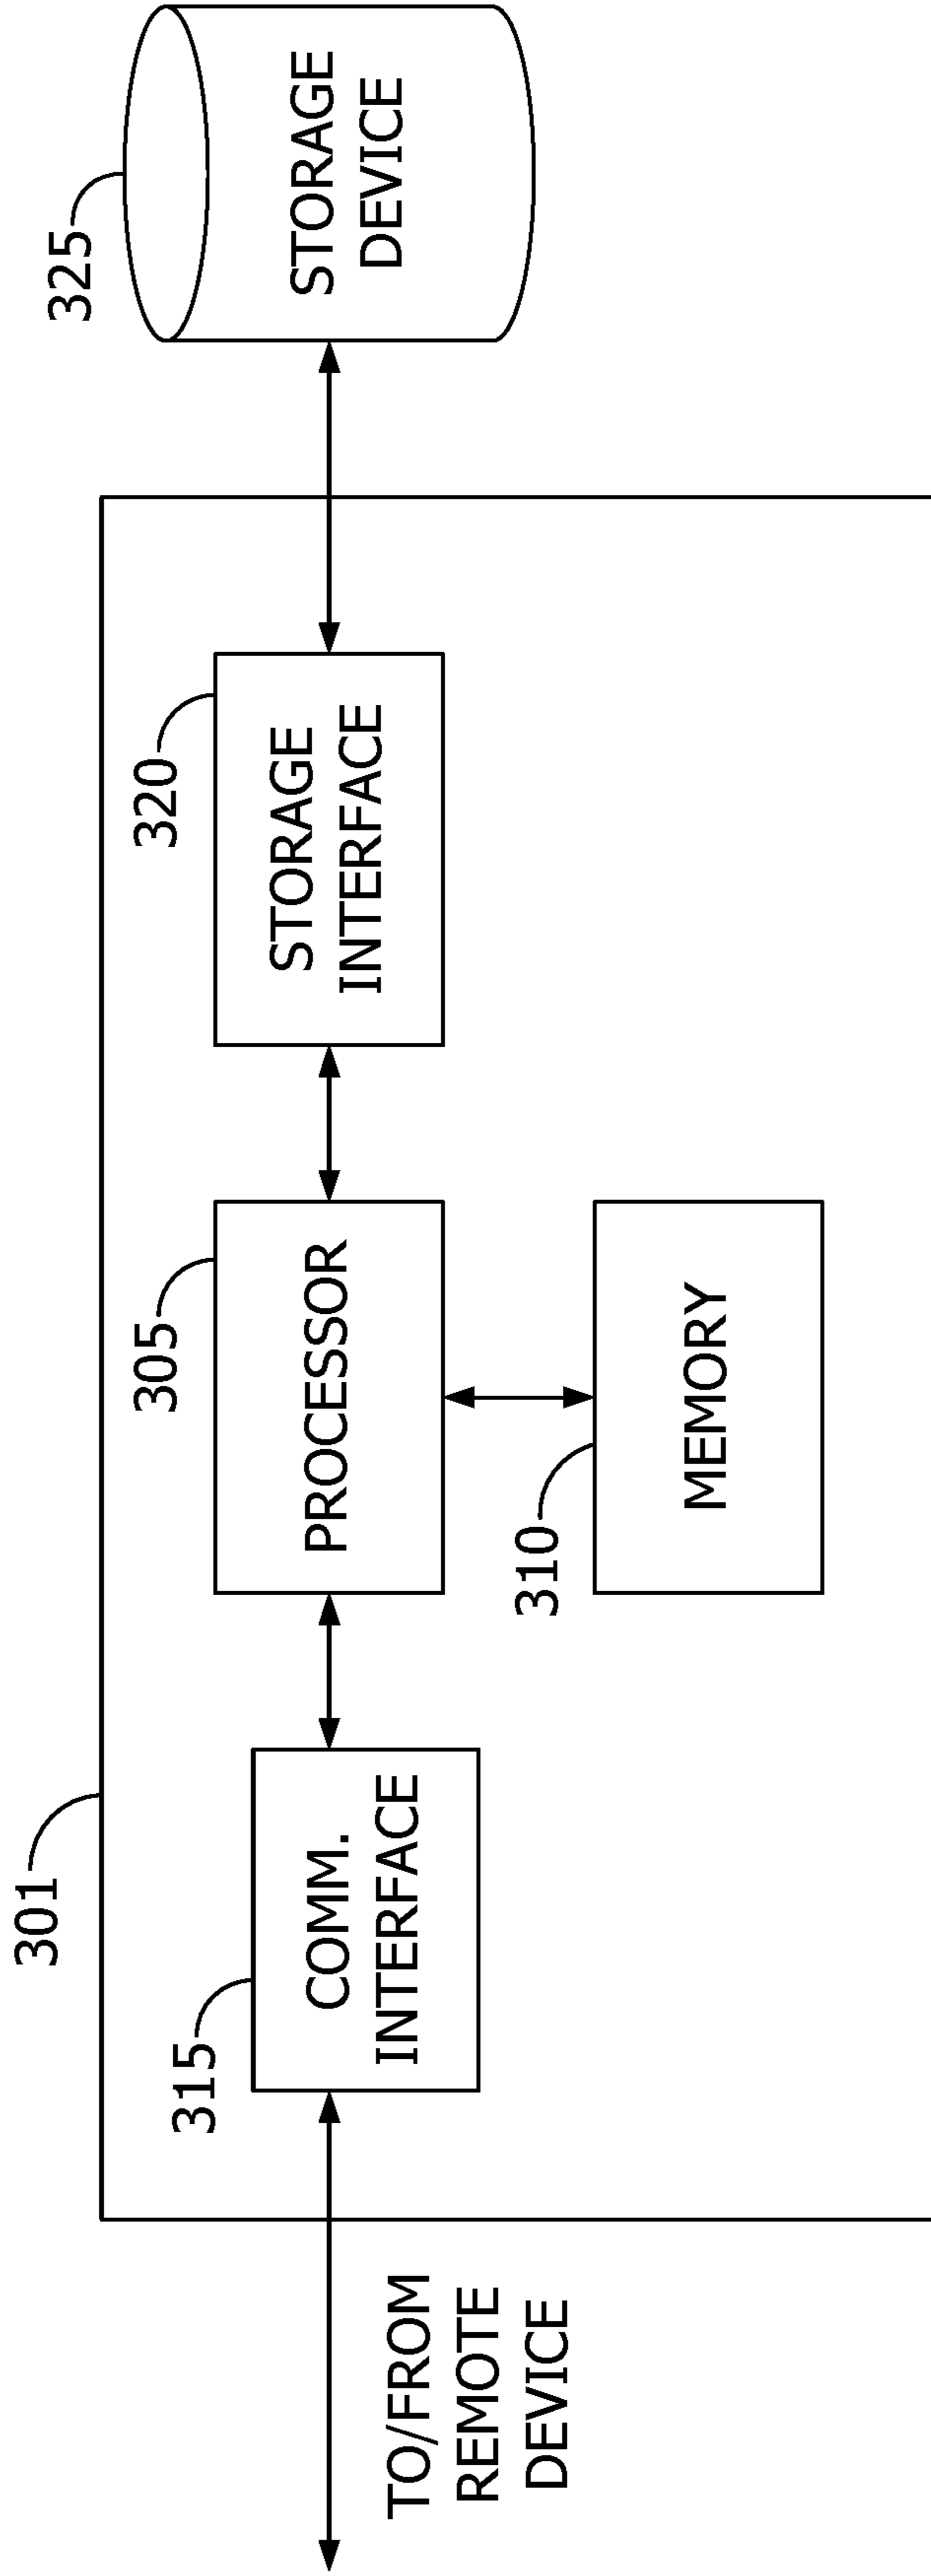 301
315
COMM.
INTERFACE
305
PROCESSOR
320
STORAGE
INTERFACE
325
STORAGE
DEVICE
TO/FROM
REMOTE
DEVICE
310
MEMORY